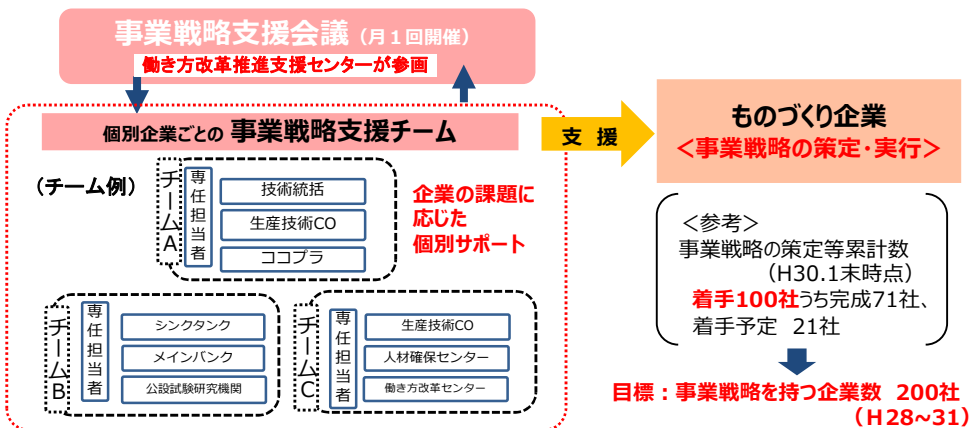 事業戦略支援会議（月１回開催）
働き方改革推進支援センターが参画
個別企業ごとの 事業戦略支援チーム
（チーム例）
チームA
専任担当者
技術統括
生産技術CO
ココプラ
企業の課題に
応じた
個別サポート
チームB
専任担当者
シンクタンク
メインバンク
公設試験研究機関
チームC
専任担当者
生産技術CO
人材確保センター
働き方改革センター
支 援
ものづくり企業
＜事業戦略の策定・実行＞
＜参考＞
事業戦略の策定等累計数
（H30.1末時点）
着手100社うち完成71社、
着手予定 21社
目標：事業戦略を持つ企業数 200社
（H28~31）